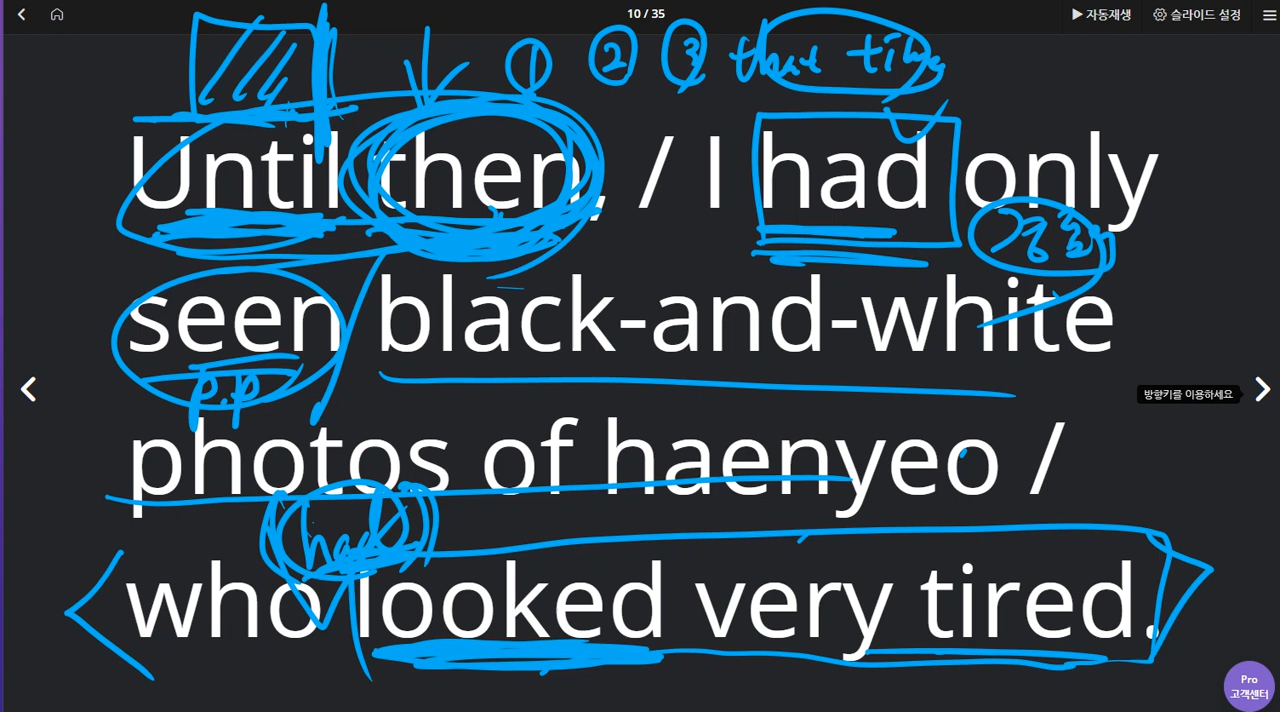 10 / 35
▶ 자동재생 슬라이드 설정
① ② ③ that time
Until then, / I had only
경험
seen black-and-white
p.p
방향키를 이용하세요
photos of haenyeo /
had
who looked very tired.
Pro
고객센터